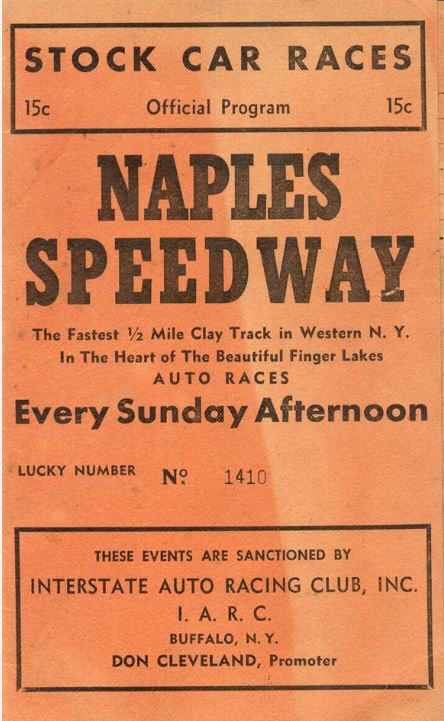 STOCK CAR RACES
15c Official Program 15c
NAPLES
SPEEDWAY
The Fastest ½ Mile Clay Track in Western N. Y.
In The Heart of The Beautiful Finger Lakes
AUTO RACES
Every Sunday Afternoon
LUCKY NUMBER Nº 1410
THESE EVENTS ARE SANCTIONED BY
INTERSTATE AUTO RACING CLUB, INC.
I. A. R. C.
BUFFALO, N. Y.
DON CLEVELAND, Promoter